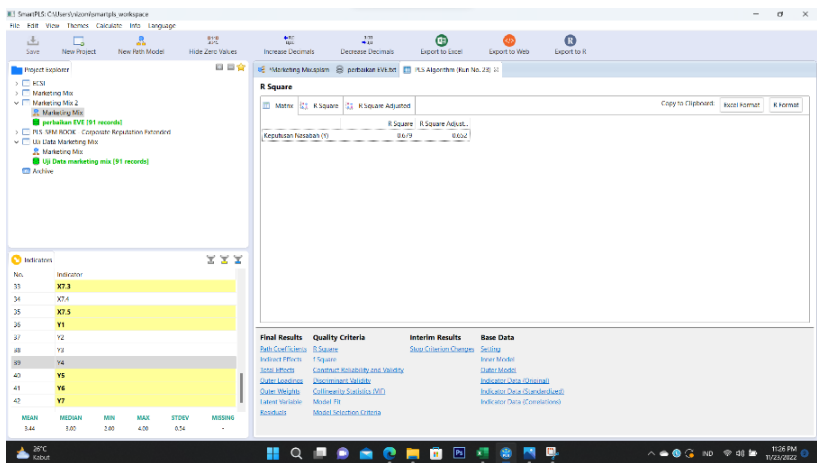 SmartPLS: C:\Users\nizom\smartpls_workspace
File Edit View Themes Calculate Info Language
Save New Project New Path Model Hide Zero Values Increase Decimals Decrease Decimals Export to Excel Export to Web Export to R
Project Explorer
ECSI
Marketing Mix
Marketing Mix 2
Marketing Mix
perbaikan EVE [91 records]
PLS SEM BOOK - Corporate Reputation Extended
Uji Data Marketing Mix
Marketing Mix
Uji Data marketing mix [91 records]
Archive
*Marketing Mix.splsm perbaikan EVE.txt PLS Algorithm (Run No. 23)
R Square
Matrix R Square R Square Adjusted Copy to Clipboard: Excel Format R Format
R Square R Square Adjust...
Keputusan Nasabah (Y) 0.679 0.652
Indicators
No. Indicator
33 X7.3
34 X7.4
35 X7.5
36 Y1
37 Y2
38 Y3
39 Y4
40 Y5
41 Y6
42 Y7
MEAN MEDIAN MIN MAX STDEV MISSING
3.44 3.00 2.00 4.00 0.54 -
Final Results Quality Criteria Interim Results Base Data
Path Coefficients R Square Stop Criterion Changes Setting
Indirect Effects f Square Inner Model
Total Effects Construct Reliability and Validity Outer Model
Outer Loadings Discriminant Validity Indicator Data (Original)
Outer Weights Collinearity Statistics (VIF) Indicator Data (Standardized)
Latent Variable Model Fit Indicator Data (Correlations)
Residuals Model Selection Criteria
26°C
Kabut
IND
11:26 PM
11/23/2022